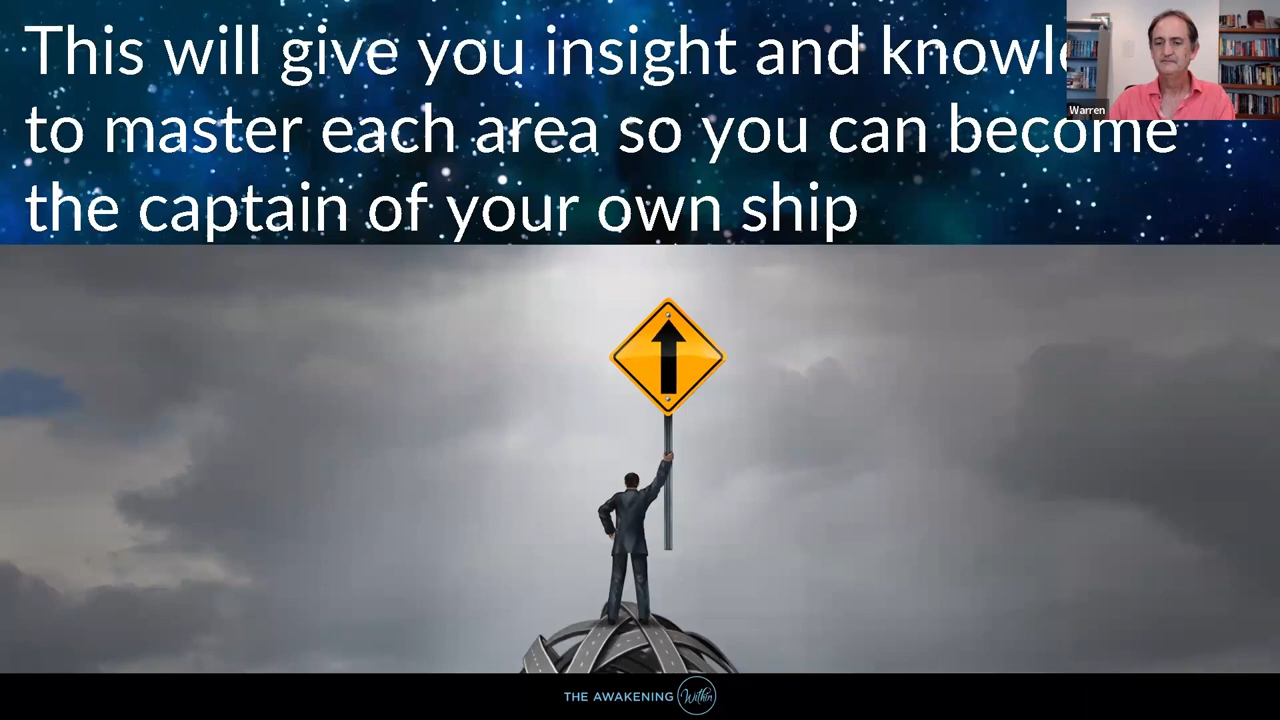 This will give you insight and knowl
to master each area so you can become
the captain of your own ship
Warren
THE AWAKENING Within